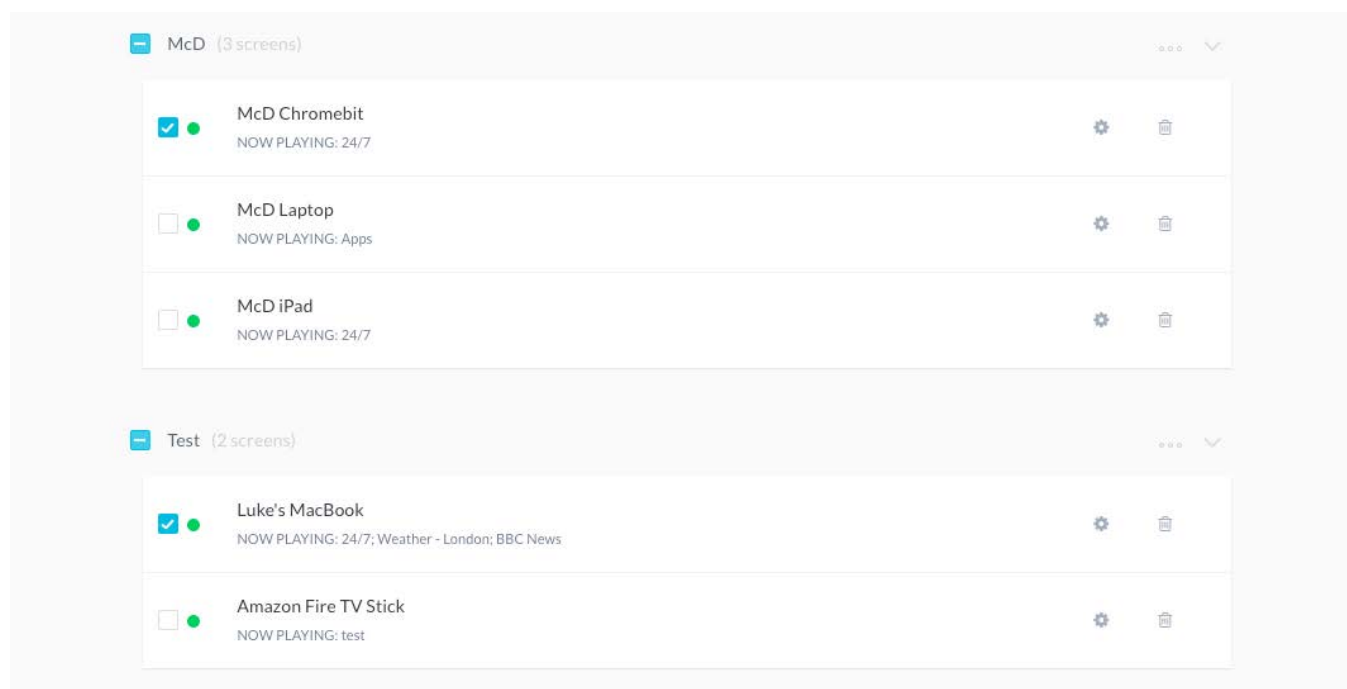 McD (3 screens)
McD Chromebit
NOW PLAYING: 24/7
McD Laptop
NOW PLAYING: Apps
McD iPad
NOW PLAYING: 24/7
Test (2 screens)
Luke's MacBook
NOW PLAYING: 24/7; Weather - London; BBC News
Amazon Fire TV Stick
NOW PLAYING: test